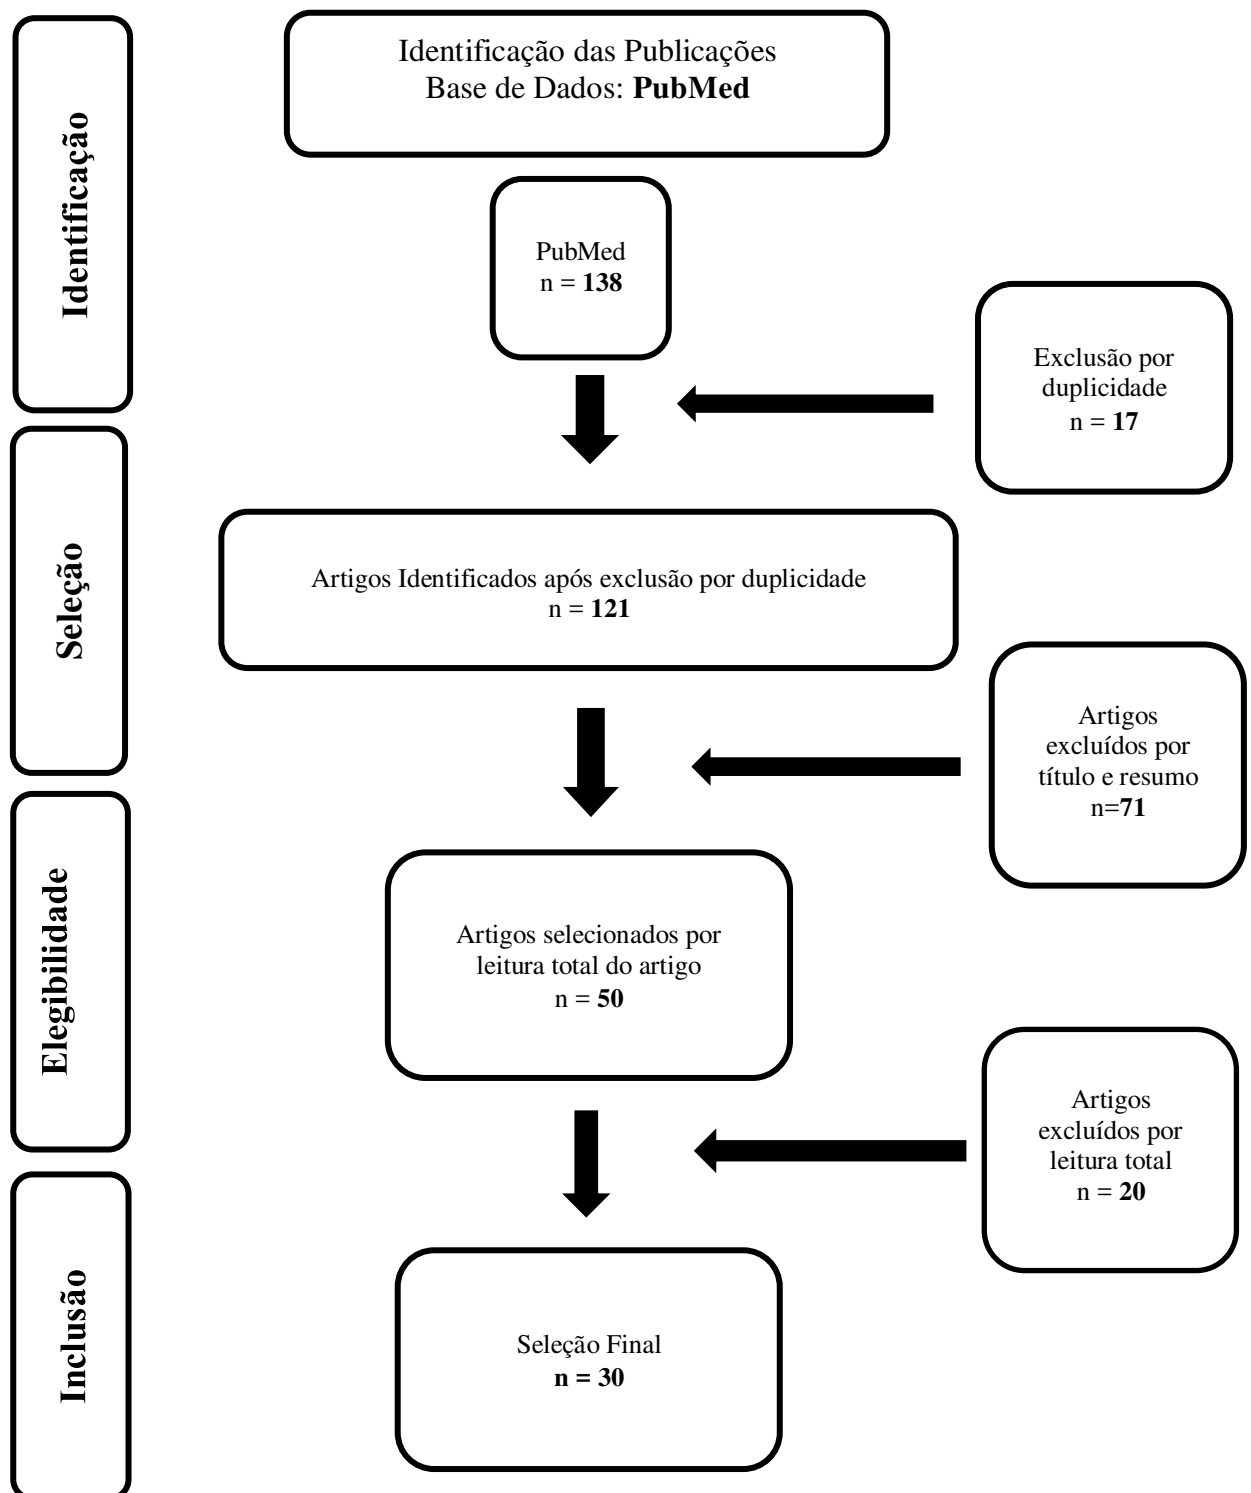 Identificação
Identificação das Publicações
Base de Dados: PubMed
PubMed
n = 138
Exclusão por
duplicidade
n = 17
Seleção
Artigos Identificados após exclusão por duplicidade
n = 121
Artigos
excluídos por
título e resumo
n=71
Elegibilidade
Artigos selecionados por
leitura total do artigo
n = 50
Artigos
excluídos por
leitura total
n = 20
Inclusão
Seleção Final
n = 30